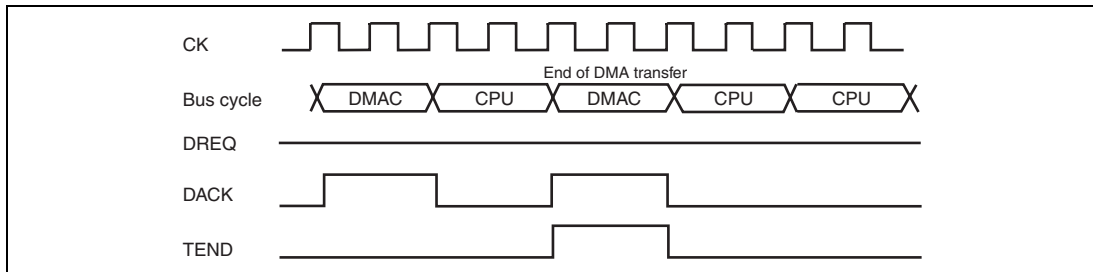 CK
End of DMA transfer
Bus cycle DMAC CPU DMAC CPU CPU
DREQ
DACK
TEND